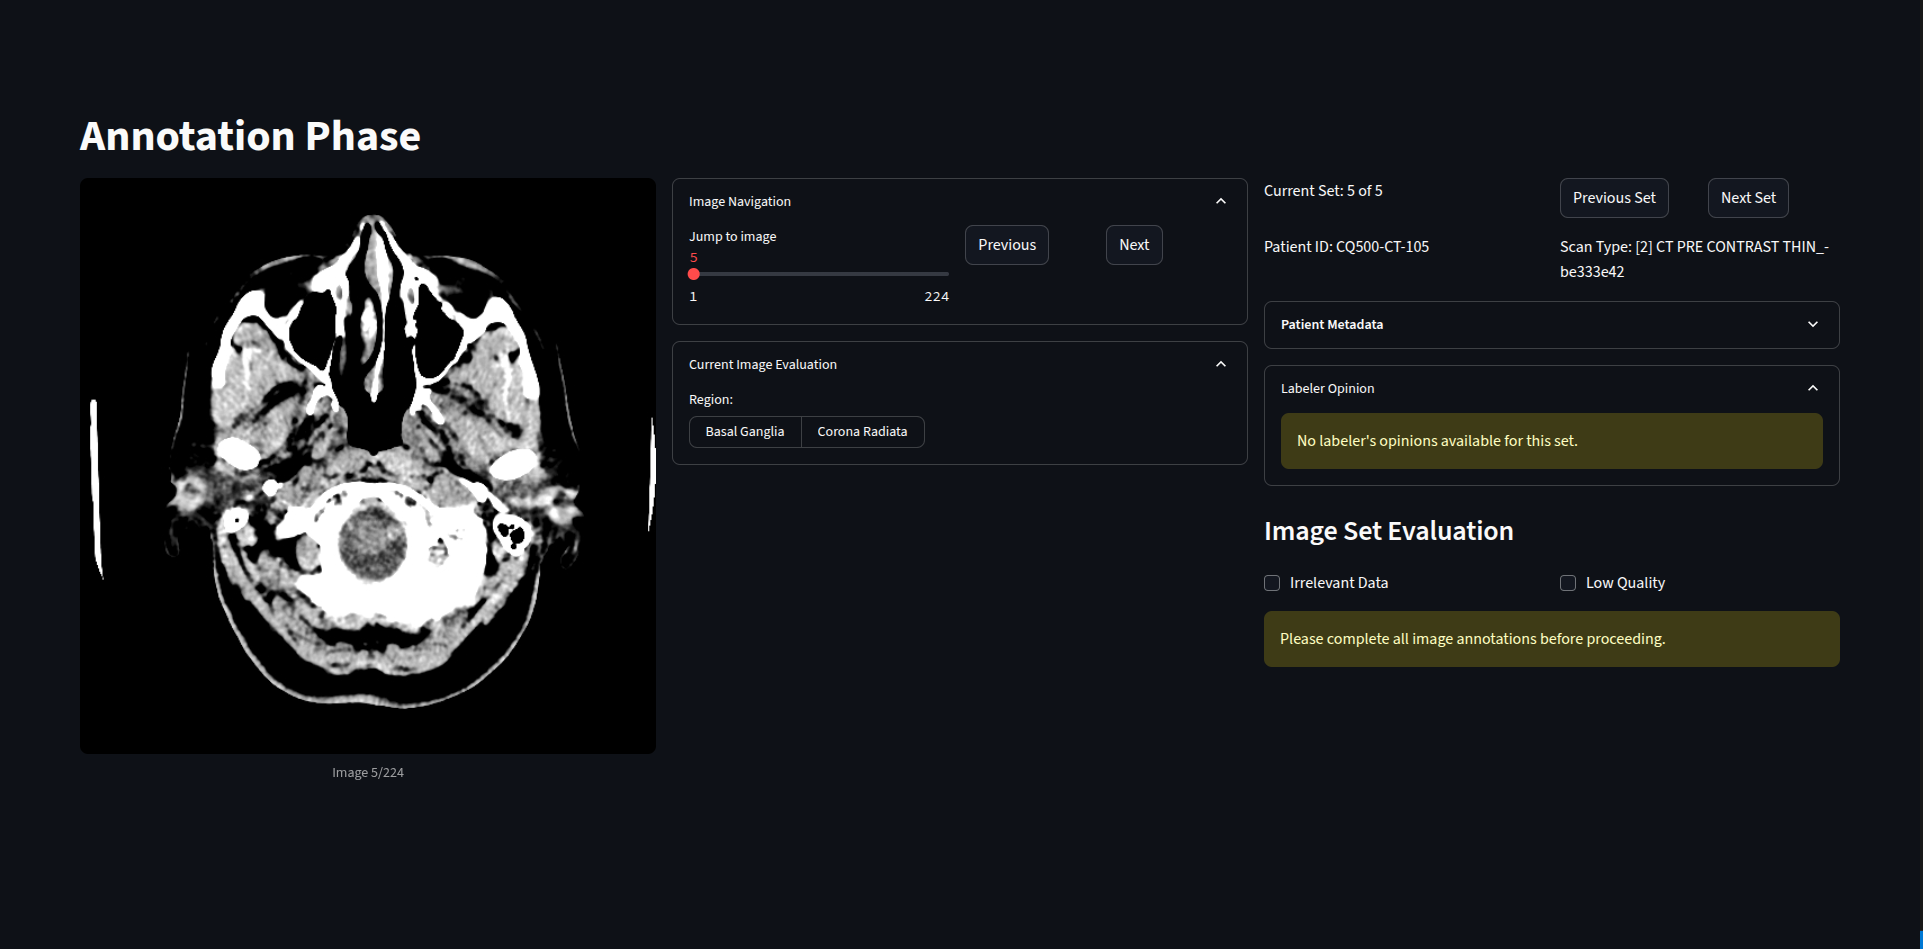 Annotation Phase
Image 5/224
Image Navigation
Jump to image
5
1
224
Previous
Next
Current Image Evaluation
Region:
Basal Ganglia
Corona Radiata
Current Set: 5 of 5
Previous Set
Next Set
Patient ID: CQ500-CT-105
Scan Type: [2] CT PRE CONTRAST THIN_-
be333e42
Patient Metadata
Labeler Opinion
No labeler's opinions available for this set.
Image Set Evaluation
Irrelevant Data
Low Quality
Please complete all image annotations before proceeding.